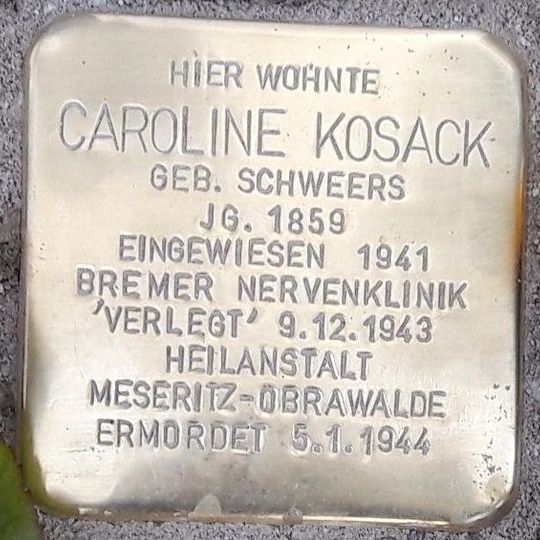 HIER WOHNTE
CAROLINE KOSACK
GEB. SCHWEERS
JG. 1859
EINGEWIESEN 1941
BREMER NERVENKLINIK
'VERLEGT' 9.12.1943
HEILANSTALT
MESERITZ-OBRAWALDE
ERMORDET 5.1.1944